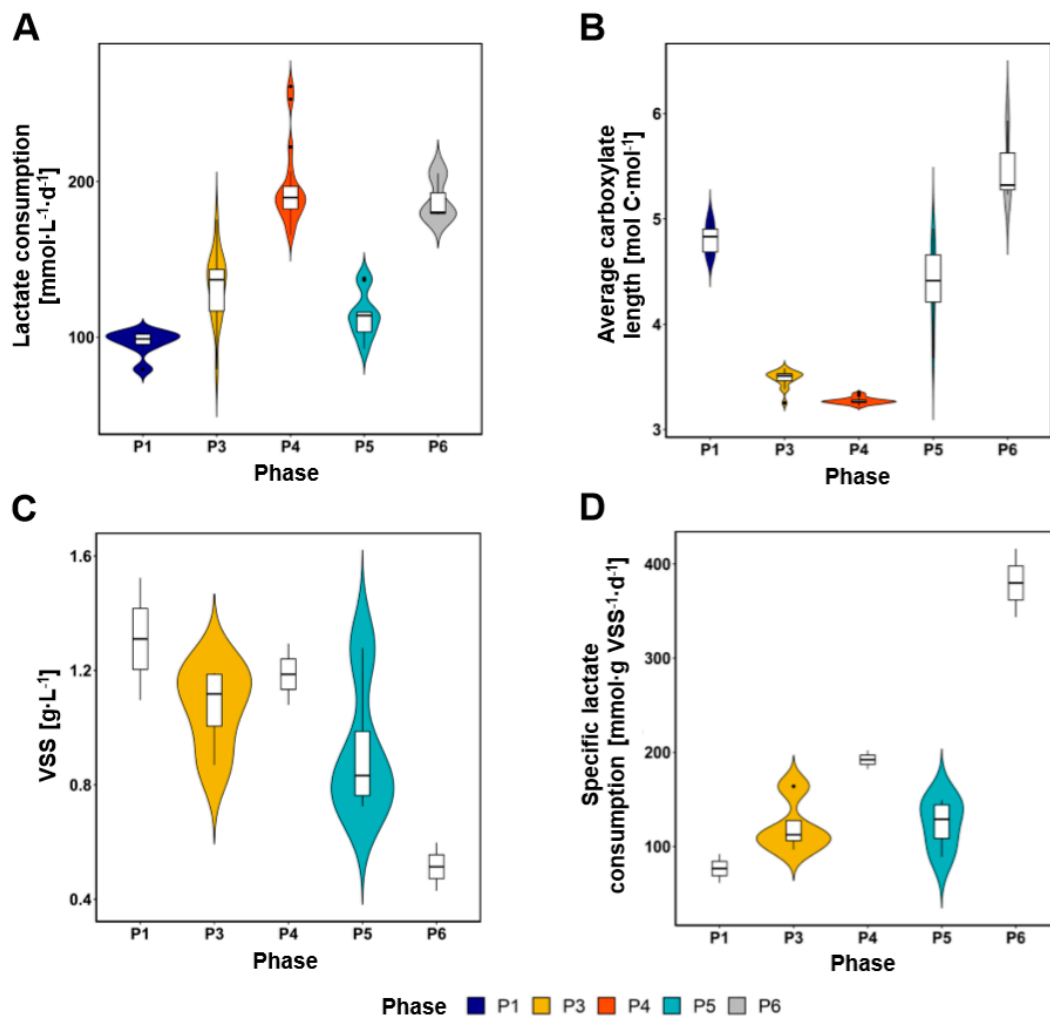 A
Lactate consumption
[mmol·L⁻¹·d⁻¹]
200
100
P1 P3 P4 P5 P6
Phase
B
Average carboxylate
length [mol C·mol⁻¹]
6
5
4
3
P1 P3 P4 P5 P6
Phase
C
VSS [g·L⁻¹]
1.6
1.2
0.8
0.4
P1 P3 P4 P5 P6
Phase
D
Specific lactate
consumption [mmol·g VSS⁻¹·d⁻¹]
400
300
200
100
P1 P3 P4 P5 P6
Phase
Phase P1 P3 P4 P5 P6